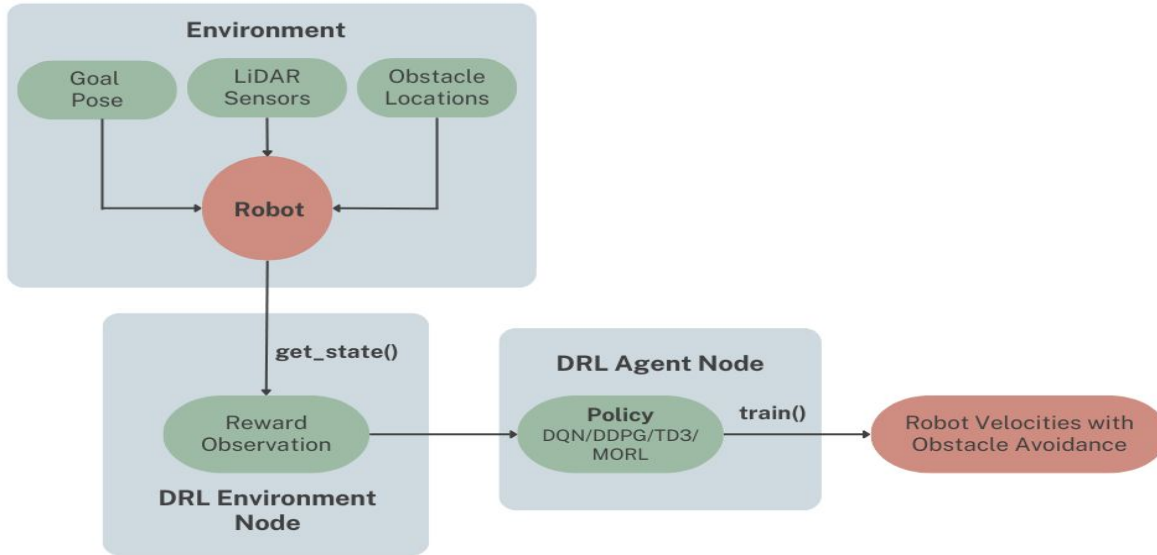 Environment
Goal
Pose
LiDAR
Sensors
Obstacle
Locations
Robot
get_state()
Reward
Observation
DRL Environment
Node
DRL Agent Node
Policy
DQN/DDPG/TD3/
MORL
train()
Robot Velocities with
Obstacle Avoidance